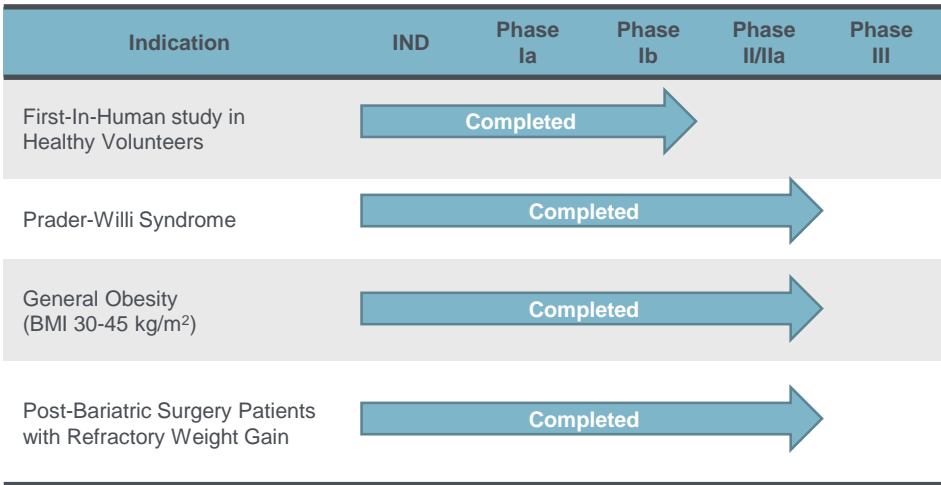 Indication IND Phase Ia Phase Ib Phase II/IIa Phase III
First-In-Human study in
Healthy Volunteers
Completed
Prader-Willi Syndrome
Completed
General Obesity
(BMI 30-45 kg/m²)
Completed
Post-Bariatric Surgery Patients
with Refractory Weight Gain
Completed